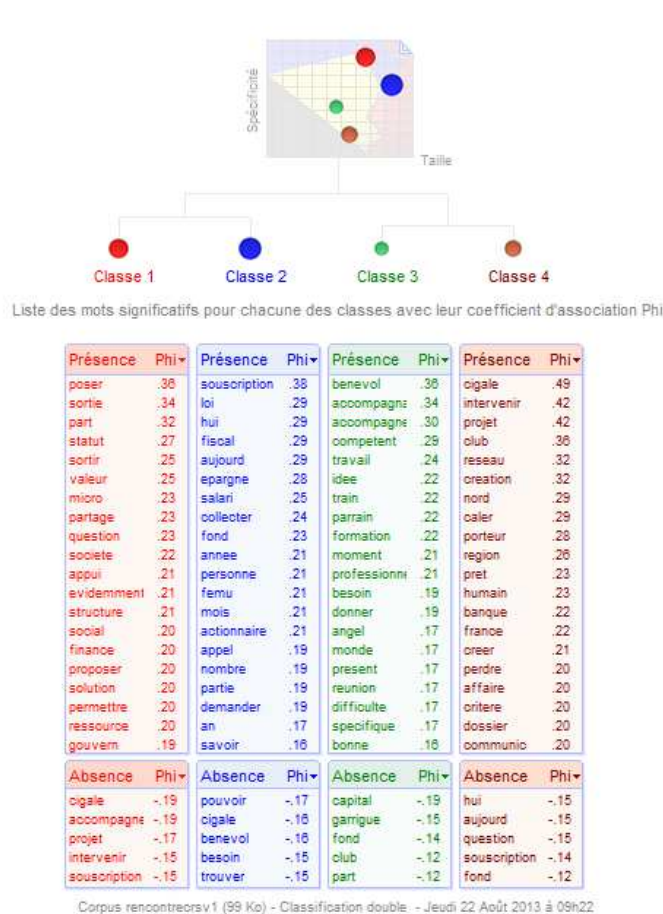 Spécificité
Taille
Classe 1 Classe 2 Classe 3 Classe 4
Liste des mots significatifs pour chacune des classes avec leur coefficient d'association Phi
Présence Phi Présence Phi Présence Phi Présence Phi
poser .36 souscription .38 benevol .36 cigale .49
sortie .34 loi .29 accompagna .34 intervenir .42
part .32 hui .29 accompagne .30 projet .42
statut .27 fiscal .29 competent .29 club .36
sortir .25 aujourd .29 travail .24 reseau .32
valeur .25 epargne .28 idee .22 creation .32
micro .23 salari .25 train .22 nord .29
partage .23 collecter .24 parrain .22 caler .29
question .23 fond .23 formation .22 porteur .28
societe .22 annee .21 moment .21 region .26
appui .21 personne .21 professionn .21 pret .23
evidemment .21 femu .21 besoin .19 humain .23
structure .21 mois .21 donner .19 banque .22
social .20 actionnaire .21 angel .17 france .22
finance .20 appel .19 monde .17 creer .21
proposer .20 nombre .19 present .17 perdre .20
solution .20 partie .19 reunion .17 affaire .20
permettre .20 demander .19 difficulte .17 critere .20
ressource .20 an .17 specifique .17 dossier .20
gouvern .19 savoir .16 bonne .16 communic .20
Absence Phi Absence Phi Absence Phi Absence Phi
cigale -.19 pouvoir -.17 capital -.19 hui -.15
accompagne -.19 cigale -.16 garrigue -.15 aujourd -.15
projet -.17 benevol -.16 fond -.14 question -.15
intervenir -.15 besoin -.15 club -.12 souscription -.14
souscription -.15 trouver -.15 part -.12 fond -.12
Corpus rencontrecrsv1 (99 Ko) - Classification double - Jeudi 22 Août 2013 à 09h22